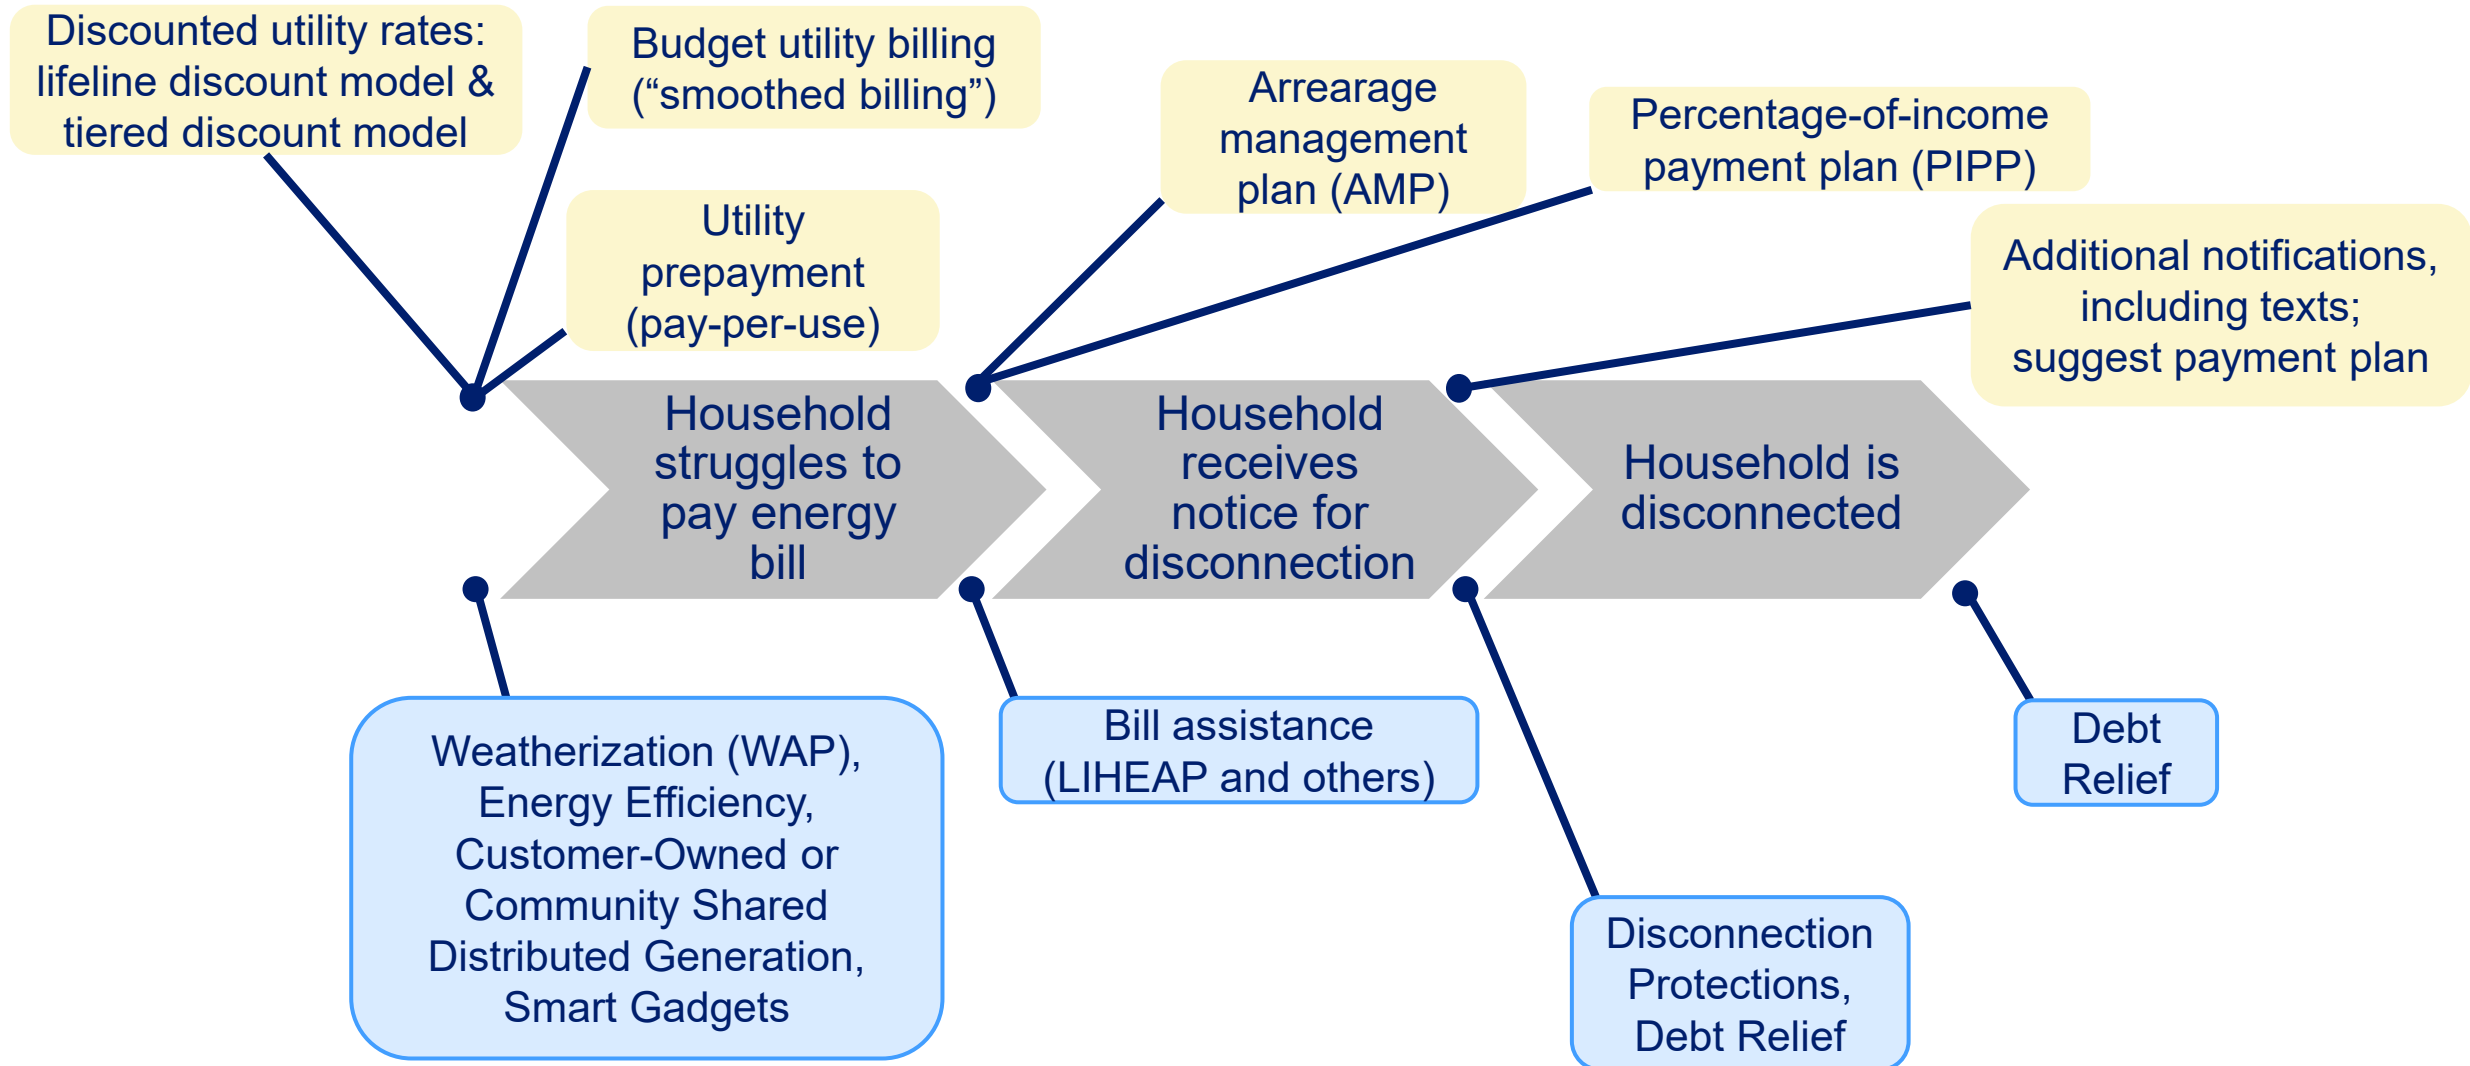 Discounted utility rates:
lifeline discount model &
tiered discount model
Budget utility billing
(“smoothed billing”)
Utility
prepayment
(pay-per-use)
Arrearage
management
plan (AMP)
Percentage-of-income
payment plan (PIPP)
Additional notifications,
including texts;
suggest payment plan
Household
struggles to
pay energy
bill
Household
receives
notice for
disconnection
Household is
disconnected
Weatherization (WAP),
Energy Efficiency,
Customer-Owned or
Community Shared
Distributed Generation,
Smart Gadgets
Bill assistance
(LIHEAP and others)
Disconnection
Protections,
Debt Relief
Debt
Relief